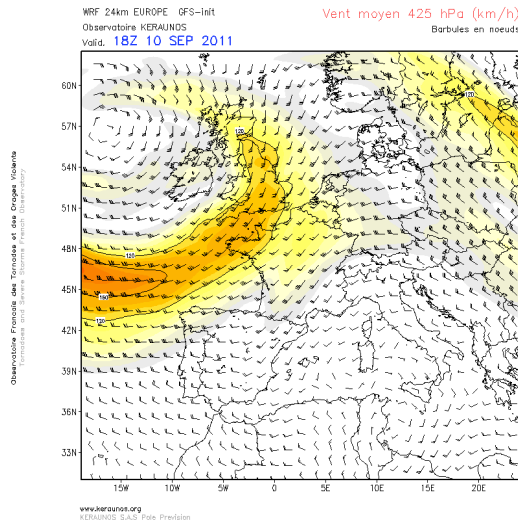 WRF 24km EUROPE GFS-init
Vent moyen 425 hPa (km/h)
Observatoire KERAUNOS
Barbules en noeuds
Valid. 18Z 10 SEP 2011
Observatoire Francais des Tornades et des Orages Violents
Tornadoes and Severe Storms French Observatory
60N
57N
54N
51N
48N
45N
42N
39N
36N
33N
120
120
120
120
15W
10W
5W
0
5E
10E
15E
20E
www.keraunos.org
KERAUNOS S.A.S Pole Prevision